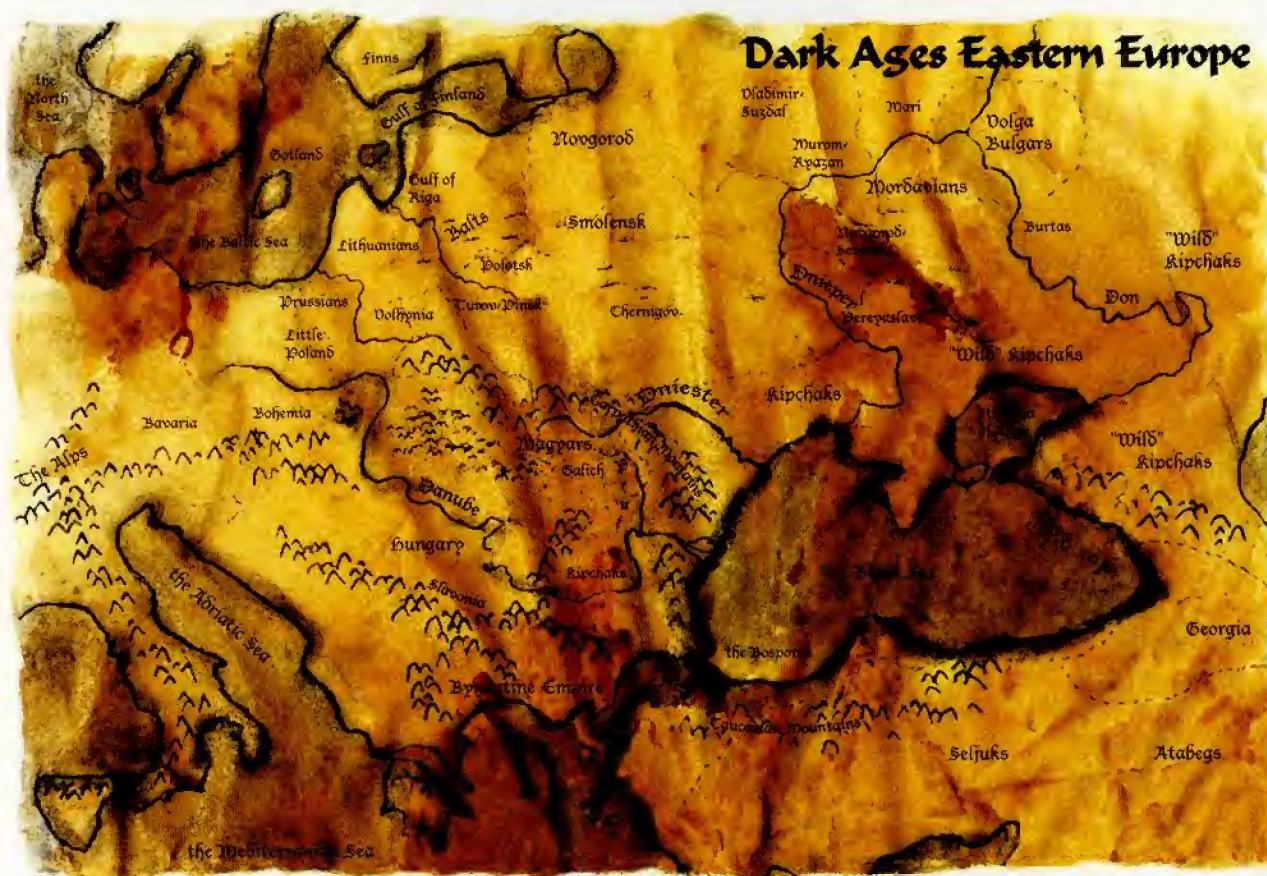 Dark Ages Eastern Europe
the
North
Sea
Finns
Gulf of Finland
Vladimir-
Suzdal
Mari
Volga
Bulgars
Novgorod
Murom-
Ryazan
Gotland
Gulf of
Riga
Mordavians
Balts
Smolensk
Burtas
"Wild"
Kipchaks
The Baltic Sea
Lithuanians
Polotsk
Dnieper
Don
Prussians
Volhynia
Turov-Pinsk
Chernigov
Pereyaslavl
Little
Poland
"Wild" Kipchaks
Kipchaks
Dniester
Bavaria
Bohemia
Magyars
Galich
"Wild"
Kipchaks
The Alps
Danube
Hungary
Kipchaks
Slavonia
the Adriatic Sea
Black Sea
Georgia
the Bosporus
Byzantine Empire
Caucasian Mountains
Seljuks
Atabegs
the Mediterranean Sea